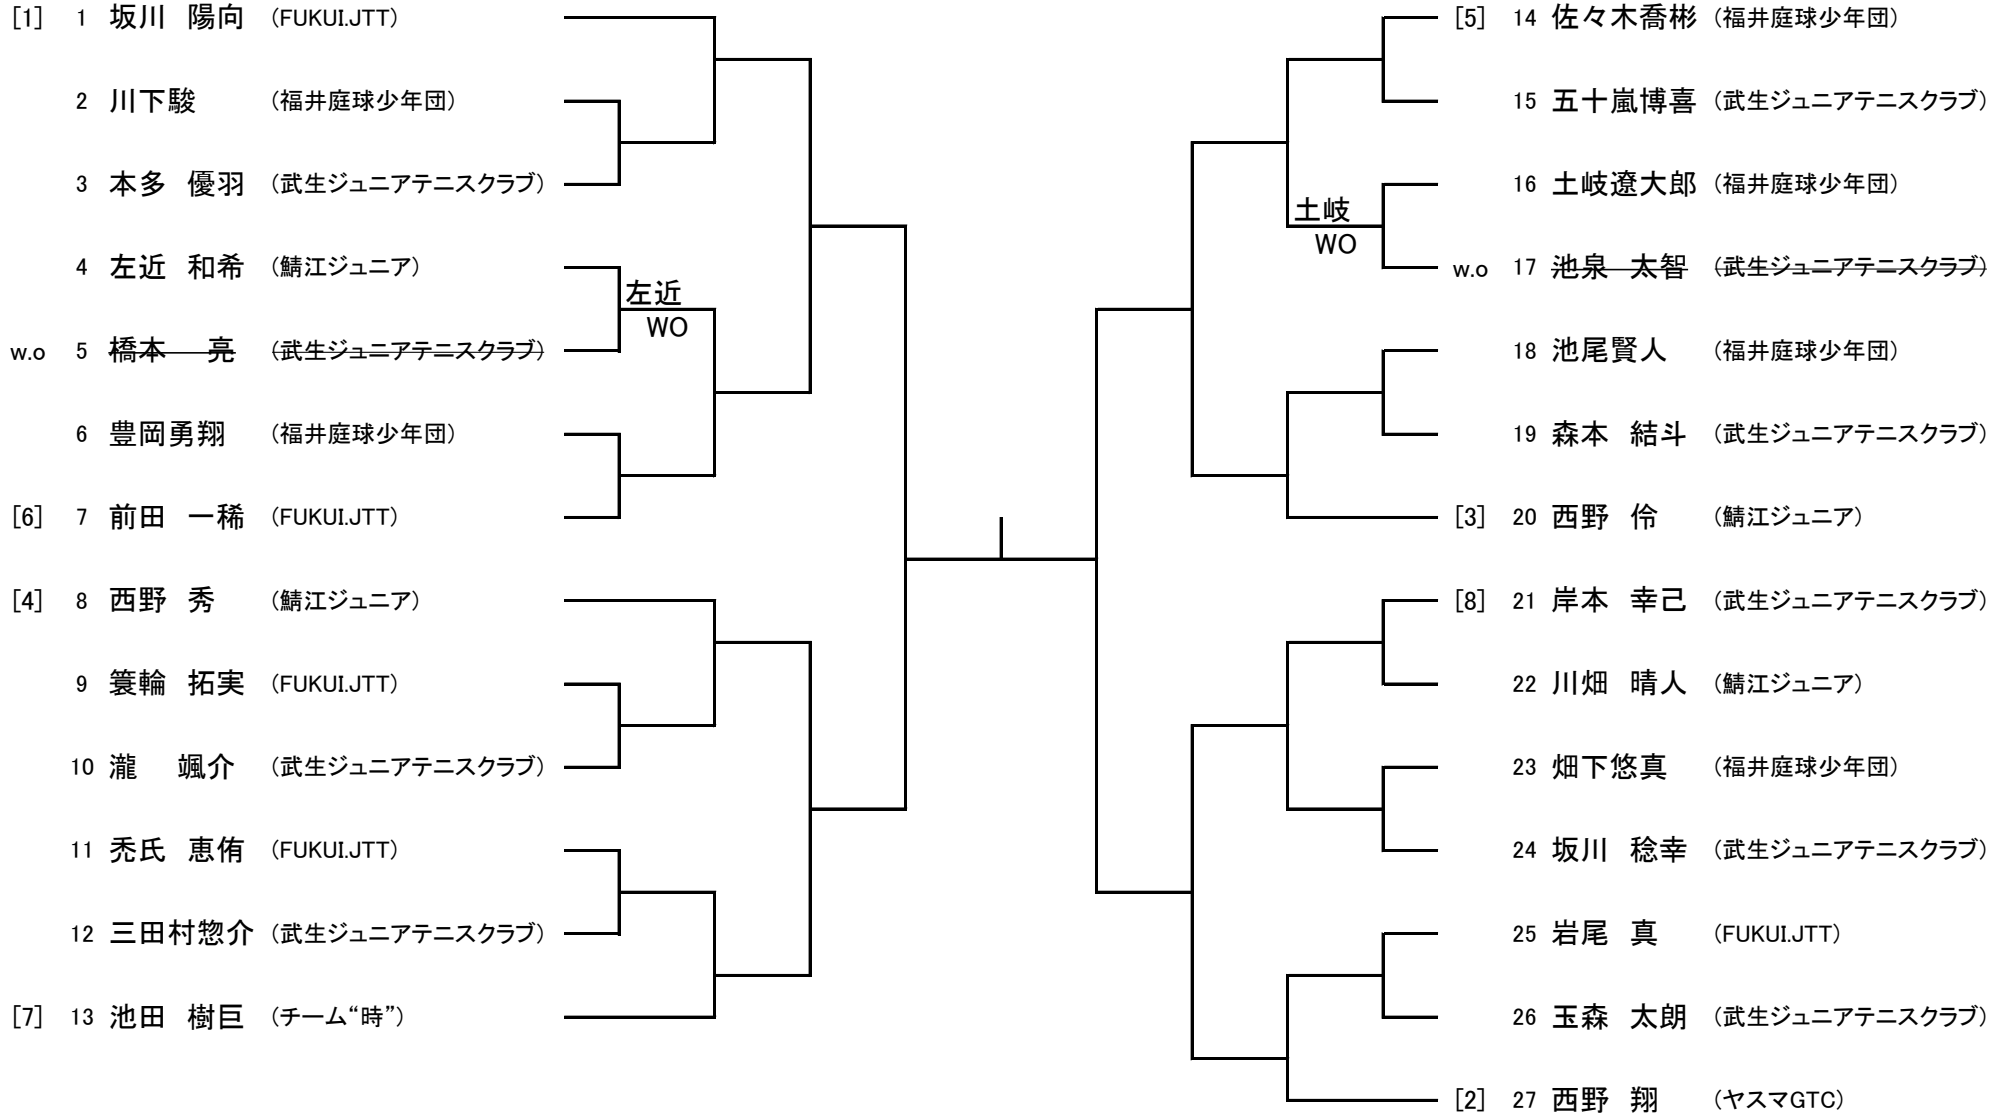 [1] 1 坂川 陽向 (FUKUI.JTT)
2 川下駿 (福井庭球少年団)
3 本多 優羽 (武生ジュニアテニスクラブ)
4 左近 和希 (鯖江ジュニア)
左近
WO
w.o 5 橋本 亮 (武生ジュニアテニスクラブ)
6 豊岡勇翔 (福井庭球少年団)
[6] 7 前田 一稀 (FUKUI.JTT)
[4] 8 西野 秀 (鯖江ジュニア)
9 簑輪 拓実 (FUKUI.JTT)
10 瀧 颯介 (武生ジュニアテニスクラブ)
11 禿氏 恵侑 (FUKUI.JTT)
12 三田村惣介 (武生ジュニアテニスクラブ)
[7] 13 池田 樹巨 (チーム“時”)
[5] 14 佐々木喬彬 (福井庭球少年団)
15 五十嵐博喜 (武生ジュニアテニスクラブ)
16 土岐遼大郎 (福井庭球少年団)
土岐
WO
w.o 17 池泉 太智 (武生ジュニアテニスクラブ)
18 池尾賢人 (福井庭球少年団)
19 森本 結斗 (武生ジュニアテニスクラブ)
[3] 20 西野 伶 (鯖江ジュニア)
[8] 21 岸本 幸己 (武生ジュニアテニスクラブ)
22 川畑 晴人 (鯖江ジュニア)
23 畑下悠真 (福井庭球少年団)
24 坂川 稔幸 (武生ジュニアテニスクラブ)
25 岩尾 真 (FUKUI.JTT)
26 玉森 太朗 (武生ジュニアテニスクラブ)
[2] 27 西野 翔 (ヤスマGTC)